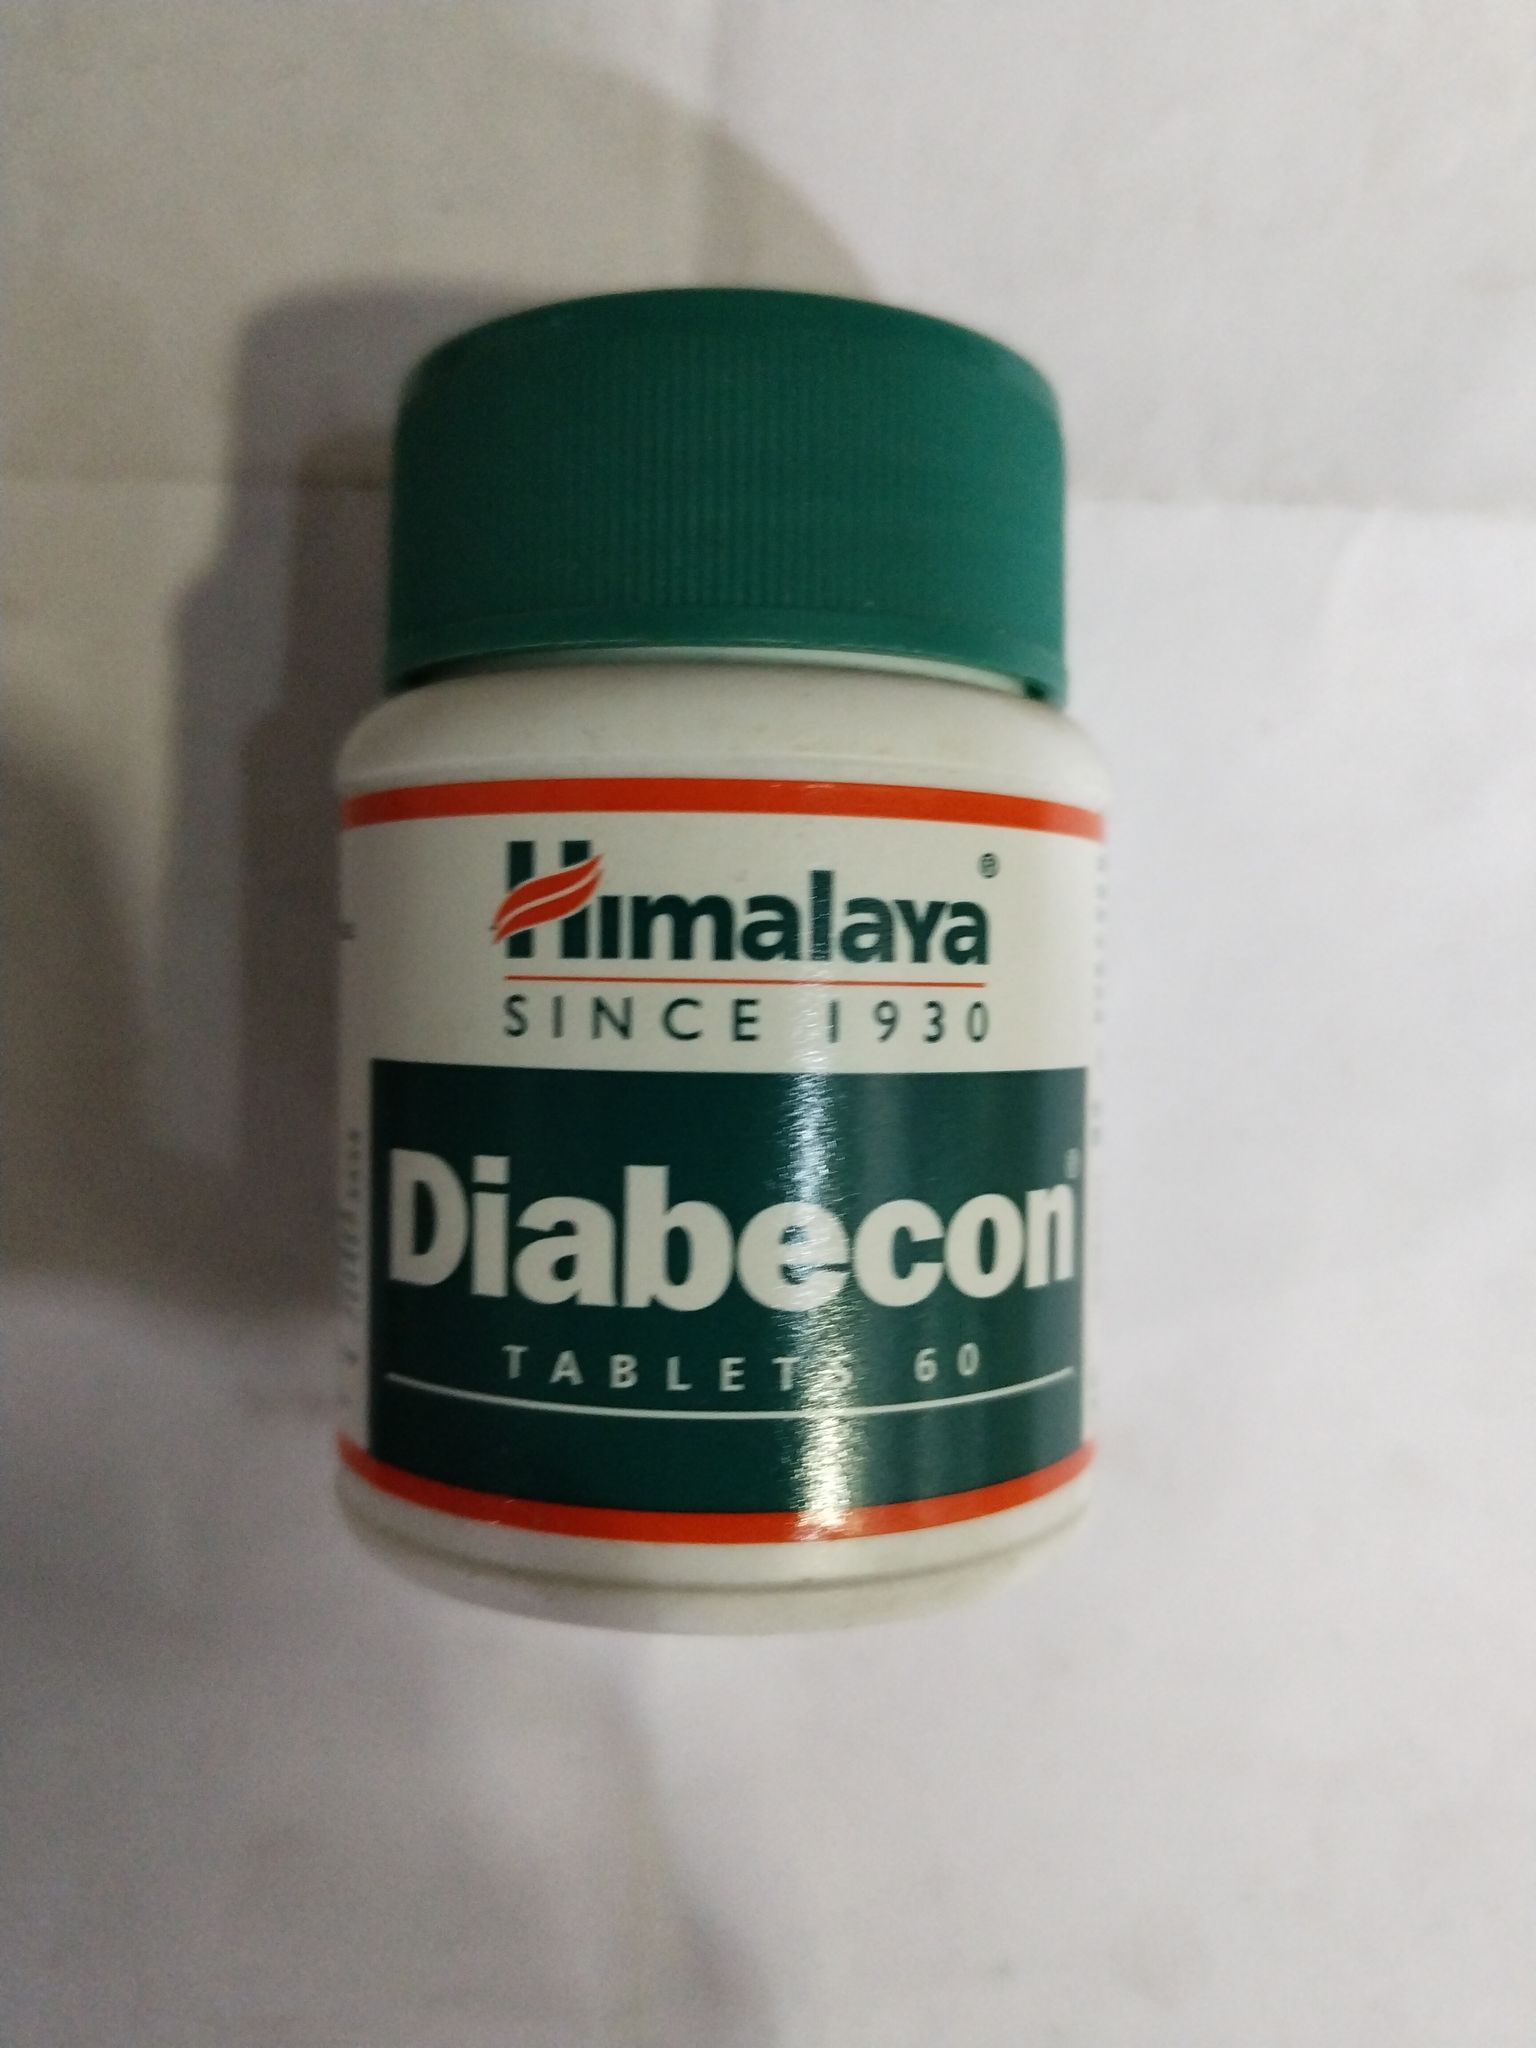 Himalaya®
SINCE 1930
Diabecon®
TABLETS 60